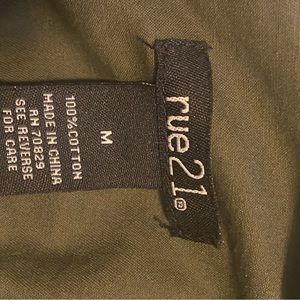 rue21
M
100% COTTON
MADE IN CHINA
RN 70829
SEE REVERSE
FOR CARE